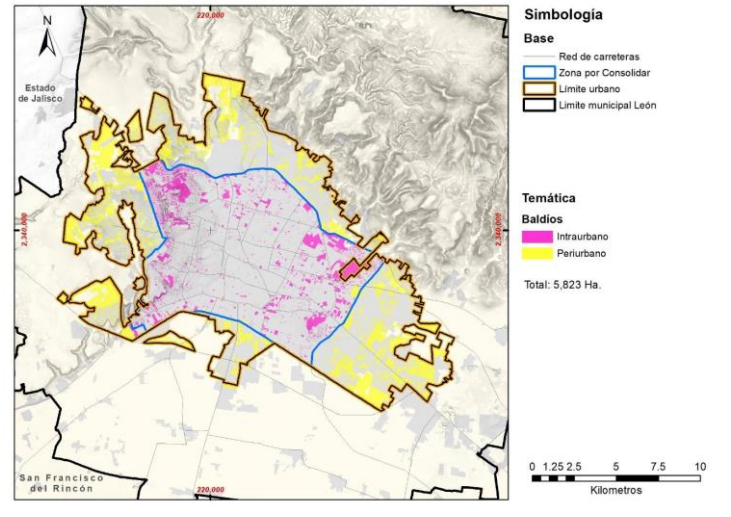 N
220,000
Estado
de Jalisco
2,340,000
2,340,000
San Francisco
del Rincón
220,000
Simbología
Base
Red de carreteras
Zona por Consolidar
Límite urbano
Limite municipal León
Temática
Baldíos
Intraurbano
Periurbano
Total: 5,823 Ha.
0 1.25 2.5 5 7.5 10
Kilometros